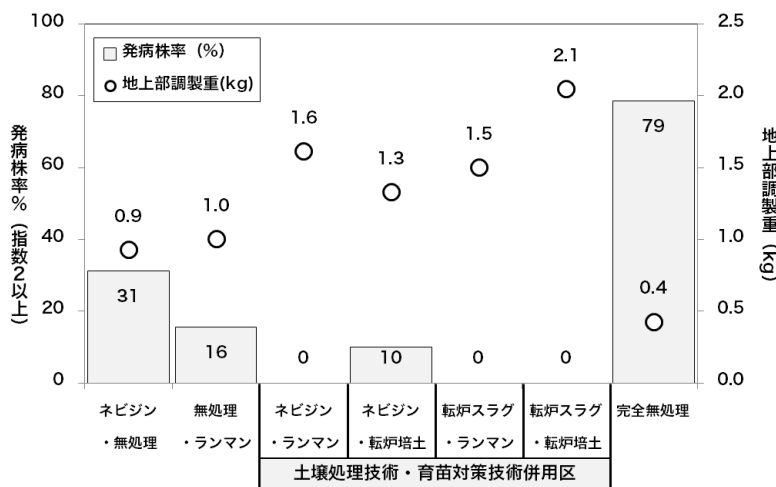 発病株率（%）
地上部調製重(kg)
発病株率%（指数２以上）
100
80
60
40
20
0
地上部調製重（kg）
2.5
2.0
1.5
1.0
0.5
0.0
0.9
1.0
1.6
1.3
1.5
2.1
0.4
31
16
0
10
0
0
79
ネビジン
・無処理
無処理
・ランマン
ネビジン
・ランマン
ネビジン
・転炉培土
転炉スラグ
・ランマン
転炉スラグ
・転炉培土
完全無処理
土壌処理技術・育苗対策技術併用区